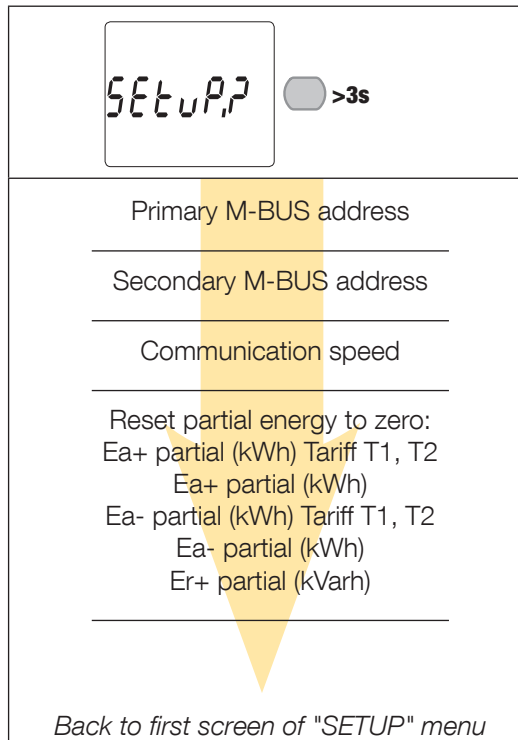 SEtuP,?
>3s
Primary M-BUS address
Secondary M-BUS address
Communication speed
Reset partial energy to zero:
Ea+ partial (kWh) Tariff T1, T2
Ea+ partial (kWh)
Ea- partial (kWh) Tariff T1, T2
Ea- partial (kWh)
Er+ partial (kVarh)
Back to first screen of "SETUP" menu